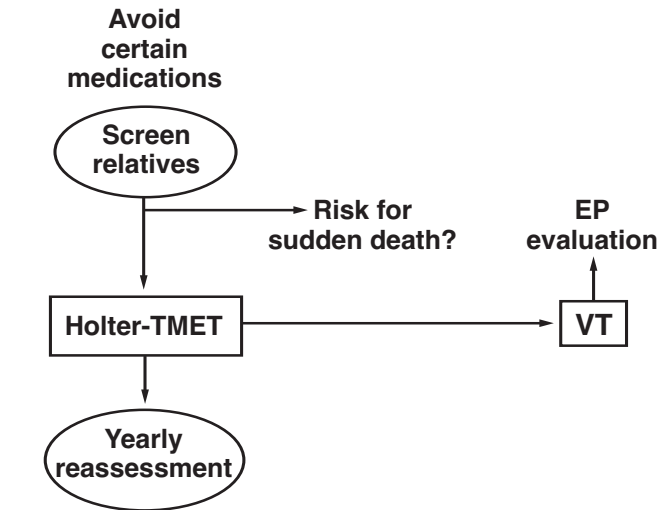 Avoid
certain
medications
Screen
relatives
Risk for
sudden death?
EP
evaluation
Holter-TMET
VT
Yearly
reassessment